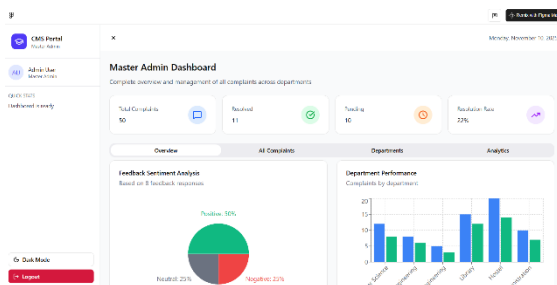 CMS Portal
Master Admin
Monday, November 10, 2025
AU
Admin User
Master Admin
QUICK STATS
Dashboard is ready
Master Admin Dashboard
Complete overview and management of all complaints across departments
Total Complaints
50
Resolved
11
Pending
10
Resolution Rate
22%
Overview
All Complaints
Departments
Analytics
Feedback Sentiment Analysis
Based on 8 feedback responses
Positive: 50%
Neutral: 25%
Negative: 25%
Department Performance
Complaints by department
20
15
10
5
0
Science
Library
Hostel
Dark Mode
Logout